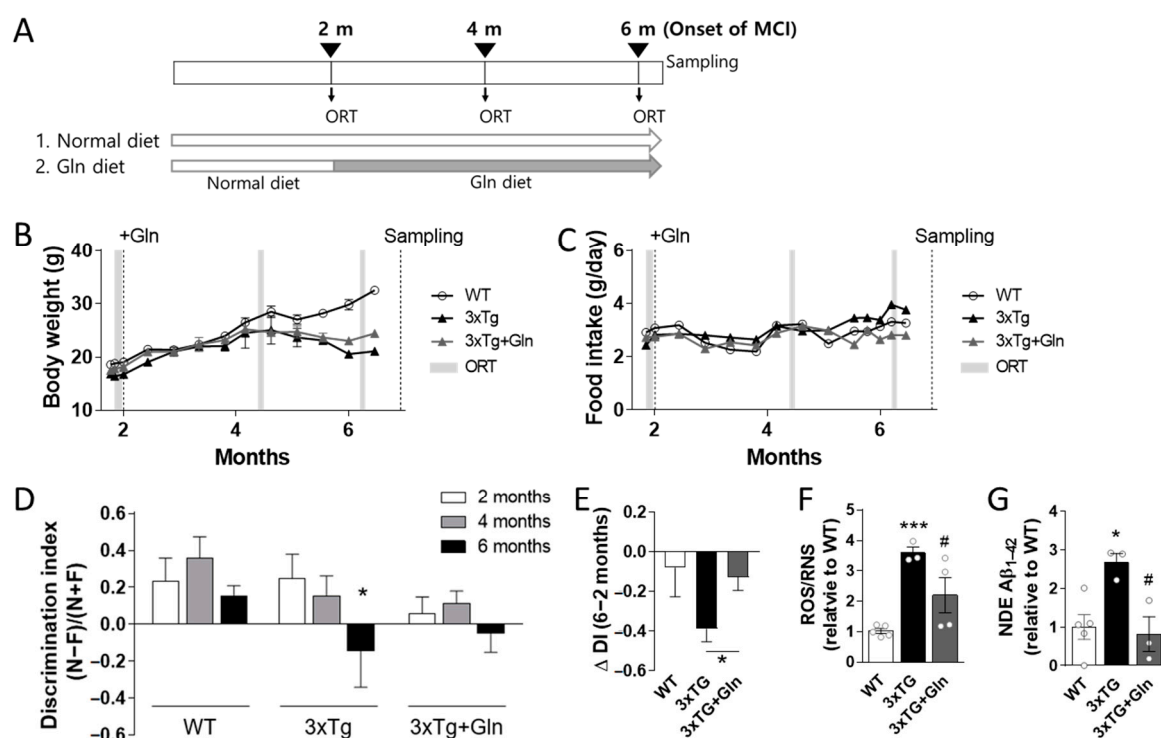 A
2 m
4 m
6 m (Onset of MCI)
Sampling
ORT
ORT
ORT
1. Normal diet
2. Gln diet
Normal diet
Gln diet
B
+Gln
Sampling
Body weight (g)
40
30
20
10
2
4
6
Months
WT
3xTg
3xTg+Gln
ORT
C
+Gln
Sampling
Food intake (g/day)
6
4
2
0
2
4
6
Months
WT
3xTg
3xTg+Gln
ORT
D
Discrimination index
(N−F)/(N+F)
0.6
0.4
0.2
0.0
−0.2
−0.4
−0.6
2 months
4 months
6 months
*
WT
3xTg
3xTg+Gln
E
Δ DI (6−2 months)
0.2
0.0
−0.2
−0.4
−0.6
*
WT
3xTG
3xTG+Gln
F
ROS/RNS
(relatvie to WT)
5
4
3
2
1
0
***
#
WT
3xTG
3xTG+Gln
G
NDE Aβ1−42
(relative to WT)
4
3
2
1
0
*
#
WT
3xTG
3xTG+Gln